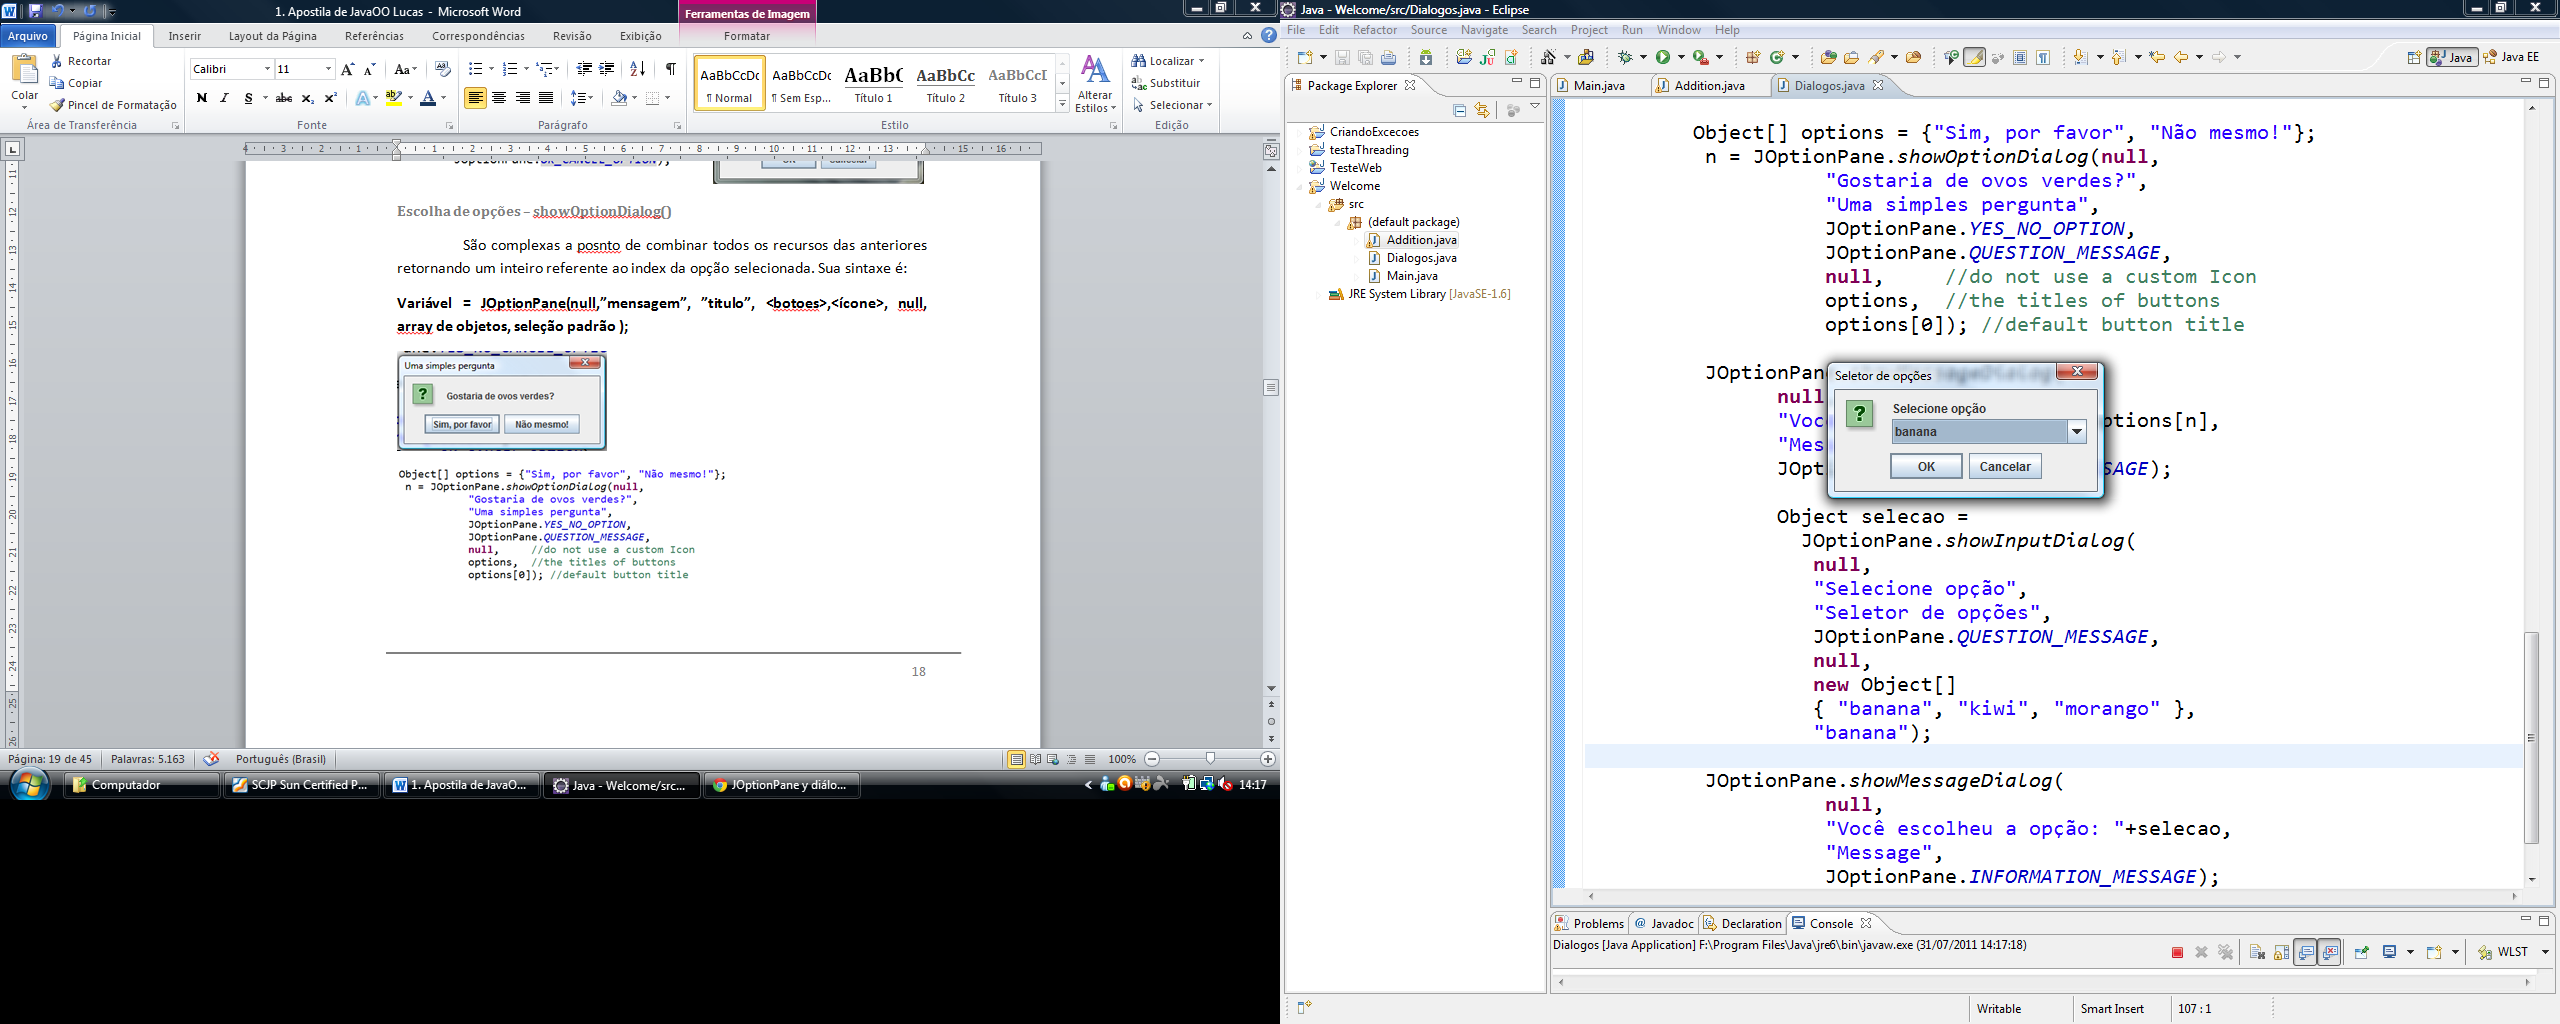 1. Apostila de JavaOO Lucas - Microsoft Word
Ferramentas de Imagem
Arquivo
Página Inicial
Inserir
Layout da Página
Referências
Correspondências
Revisão
Exibição
Formatar
Colar
Recortar
Copiar
Pincel de Formatação
Área de Transferência
Calibri
11
Fonte
Parágrafo
AaBbCcDc
¶ Normal
AaBbCcDc
¶ Sem Esp...
AaBbC
Título 1
AaBbCc
Título 2
AaBbCcI
Título 3
Alterar Estilos
Estilo
Localizar
Substituir
Selecionar
Edição
Escolha de opções – showOptionDialog()
São complexas a posnto de combinar todos os recursos das anteriores
retornando um inteiro referente ao index da opção selecionada. Sua sintaxe é:
Variável = JOptionPane(null,”mensagem”, ”titulo”, <botoes>,<ícone>, null,
array de objetos, seleção padrão );
Uma simples pergunta
Gostaria de ovos verdes?
Sim, por favor
Não mesmo!
Object[] options = {"Sim, por favor", "Não mesmo!"};
n = JOptionPane.showOptionDialog(null,
"Gostaria de ovos verdes?",
"Uma simples pergunta",
JOptionPane.YES_NO_OPTION,
JOptionPane.QUESTION_MESSAGE,
null, //do not use a custom Icon
options, //the titles of buttons
options[0]); //default button title
18
Página: 19 de 45
Palavras: 5.163
Português (Brasil)
100%
Computador
SCJP Sun Certified P...
1. Apostila de JavaO...
Java - Welcome/src...
JOptionPane y diálo...
14:17
Java - Welcome/src/Dialogos.java - Eclipse
File Edit Refactor Source Navigate Search Project Run Window Help
Java
Java EE
Package Explorer
CriandoExcecoes
testaThreading
TesteWeb
Welcome
src
(default package)
Addition.java
Dialogos.java
Main.java
JRE System Library [JavaSE-1.6]
Main.java
Addition.java
Dialogos.java
Object[] options = {"Sim, por favor", "Não mesmo!"};
n = JOptionPane.showOptionDialog(null,
"Gostaria de ovos verdes?",
"Uma simples pergunta",
JOptionPane.YES_NO_OPTION,
JOptionPane.QUESTION_MESSAGE,
null, //do not use a custom Icon
options, //the titles of buttons
options[0]); //default button title
JOptionPane
null
"Voc ptions[n],
"Mes
JOpt SAGE);
Seletor de opções
Selecione opção
banana
OK
Cancelar
Object selecao =
JOptionPane.showInputDialog(
null,
"Selecione opção",
"Seletor de opções",
JOptionPane.QUESTION_MESSAGE,
null,
new Object[]
{ "banana", "kiwi", "morango" },
"banana");
JOptionPane.showMessageDialog(
null,
"Você escolheu a opção: "+selecao,
"Message",
JOptionPane.INFORMATION_MESSAGE);
Problems
@ Javadoc
Declaration
Console
Dialogos [Java Application] F:\Program Files\Java\jre6\bin\javaw.exe (31/07/2011 14:17:18)
WLST
Writable
Smart Insert
107 : 1